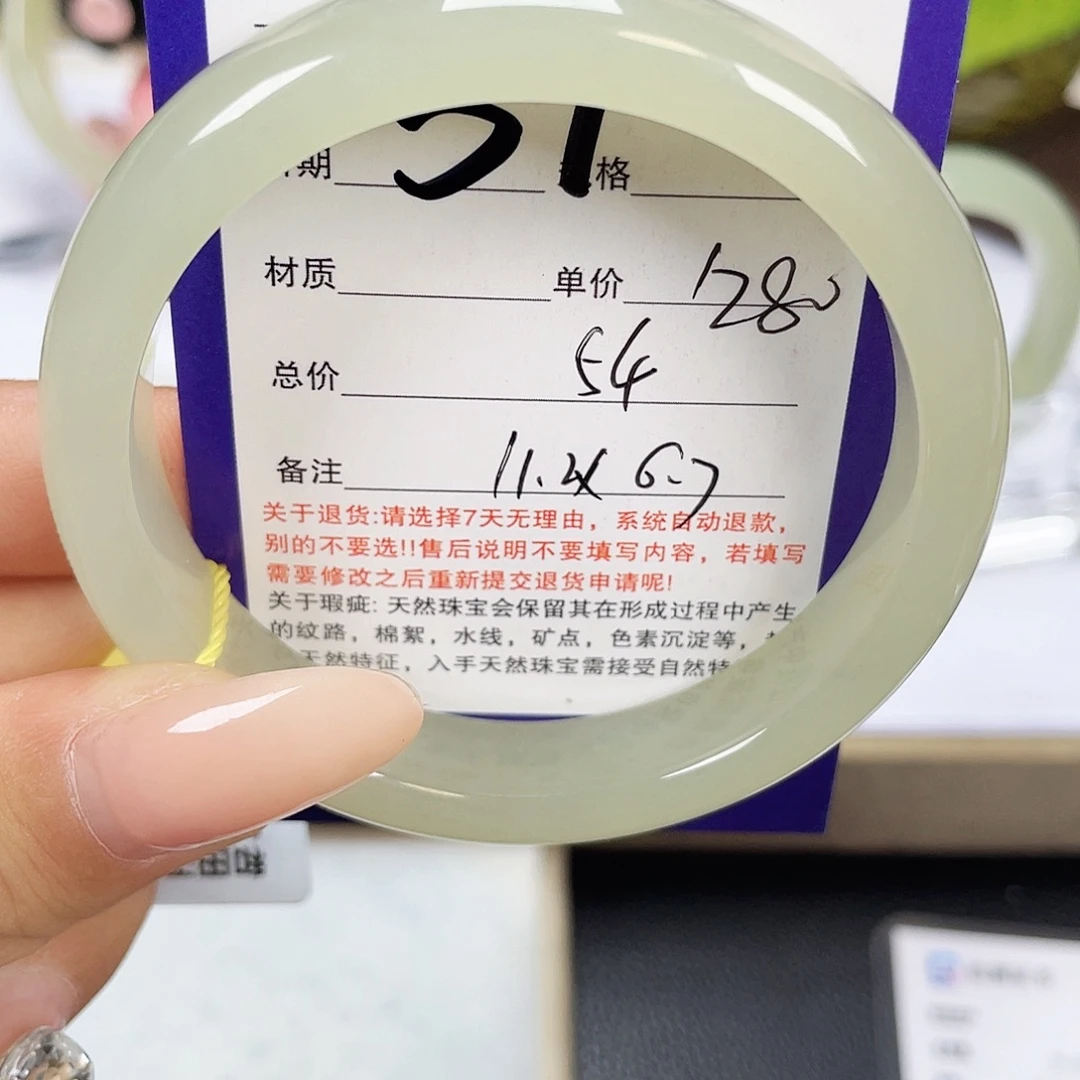 期 51 格
材质 单价 1280
总价 54
备注 11.4X 6.7
关于退货:请选择7天无理由，系统自动退款，
别的不要选!!售后说明不要填写内容，若填写
需要修改之后重新提交退货申请呢!
关于瑕疵: 天然珠宝会保留其在形成过程中产生
的纹路，棉絮，水线，矿点，色素沉淀等，
天然特征，入手天然珠宝需接受自然特